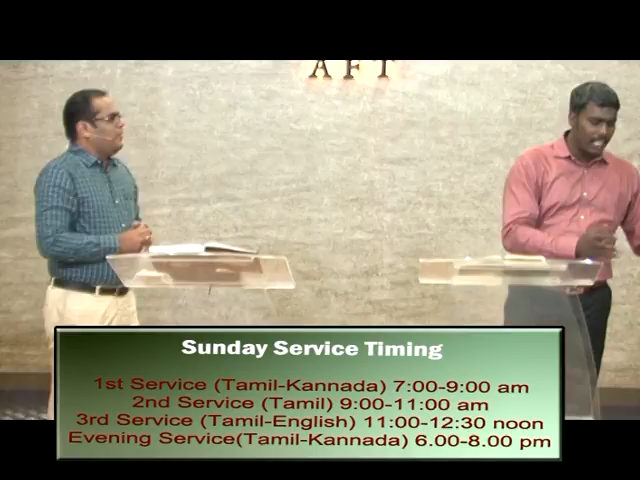 AFT
Sunday Service Timing
1st Service (Tamil-Kannada) 7:00-9:00 am
2nd Service (Tamil) 9:00-11:00 am
3rd Service (Tamil-English) 11:00-12:30 noon
Evening Service(Tamil-Kannada) 6.00-8.00 pm